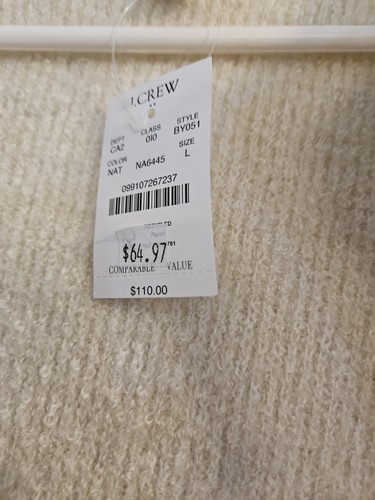 J.CREW
DEPT CLASS STYLE
CA2 010 BY051
COLOR SIZE
NAT NA6445 L
099107267237
$64.97
COMPARABLE VALUE
$110.00